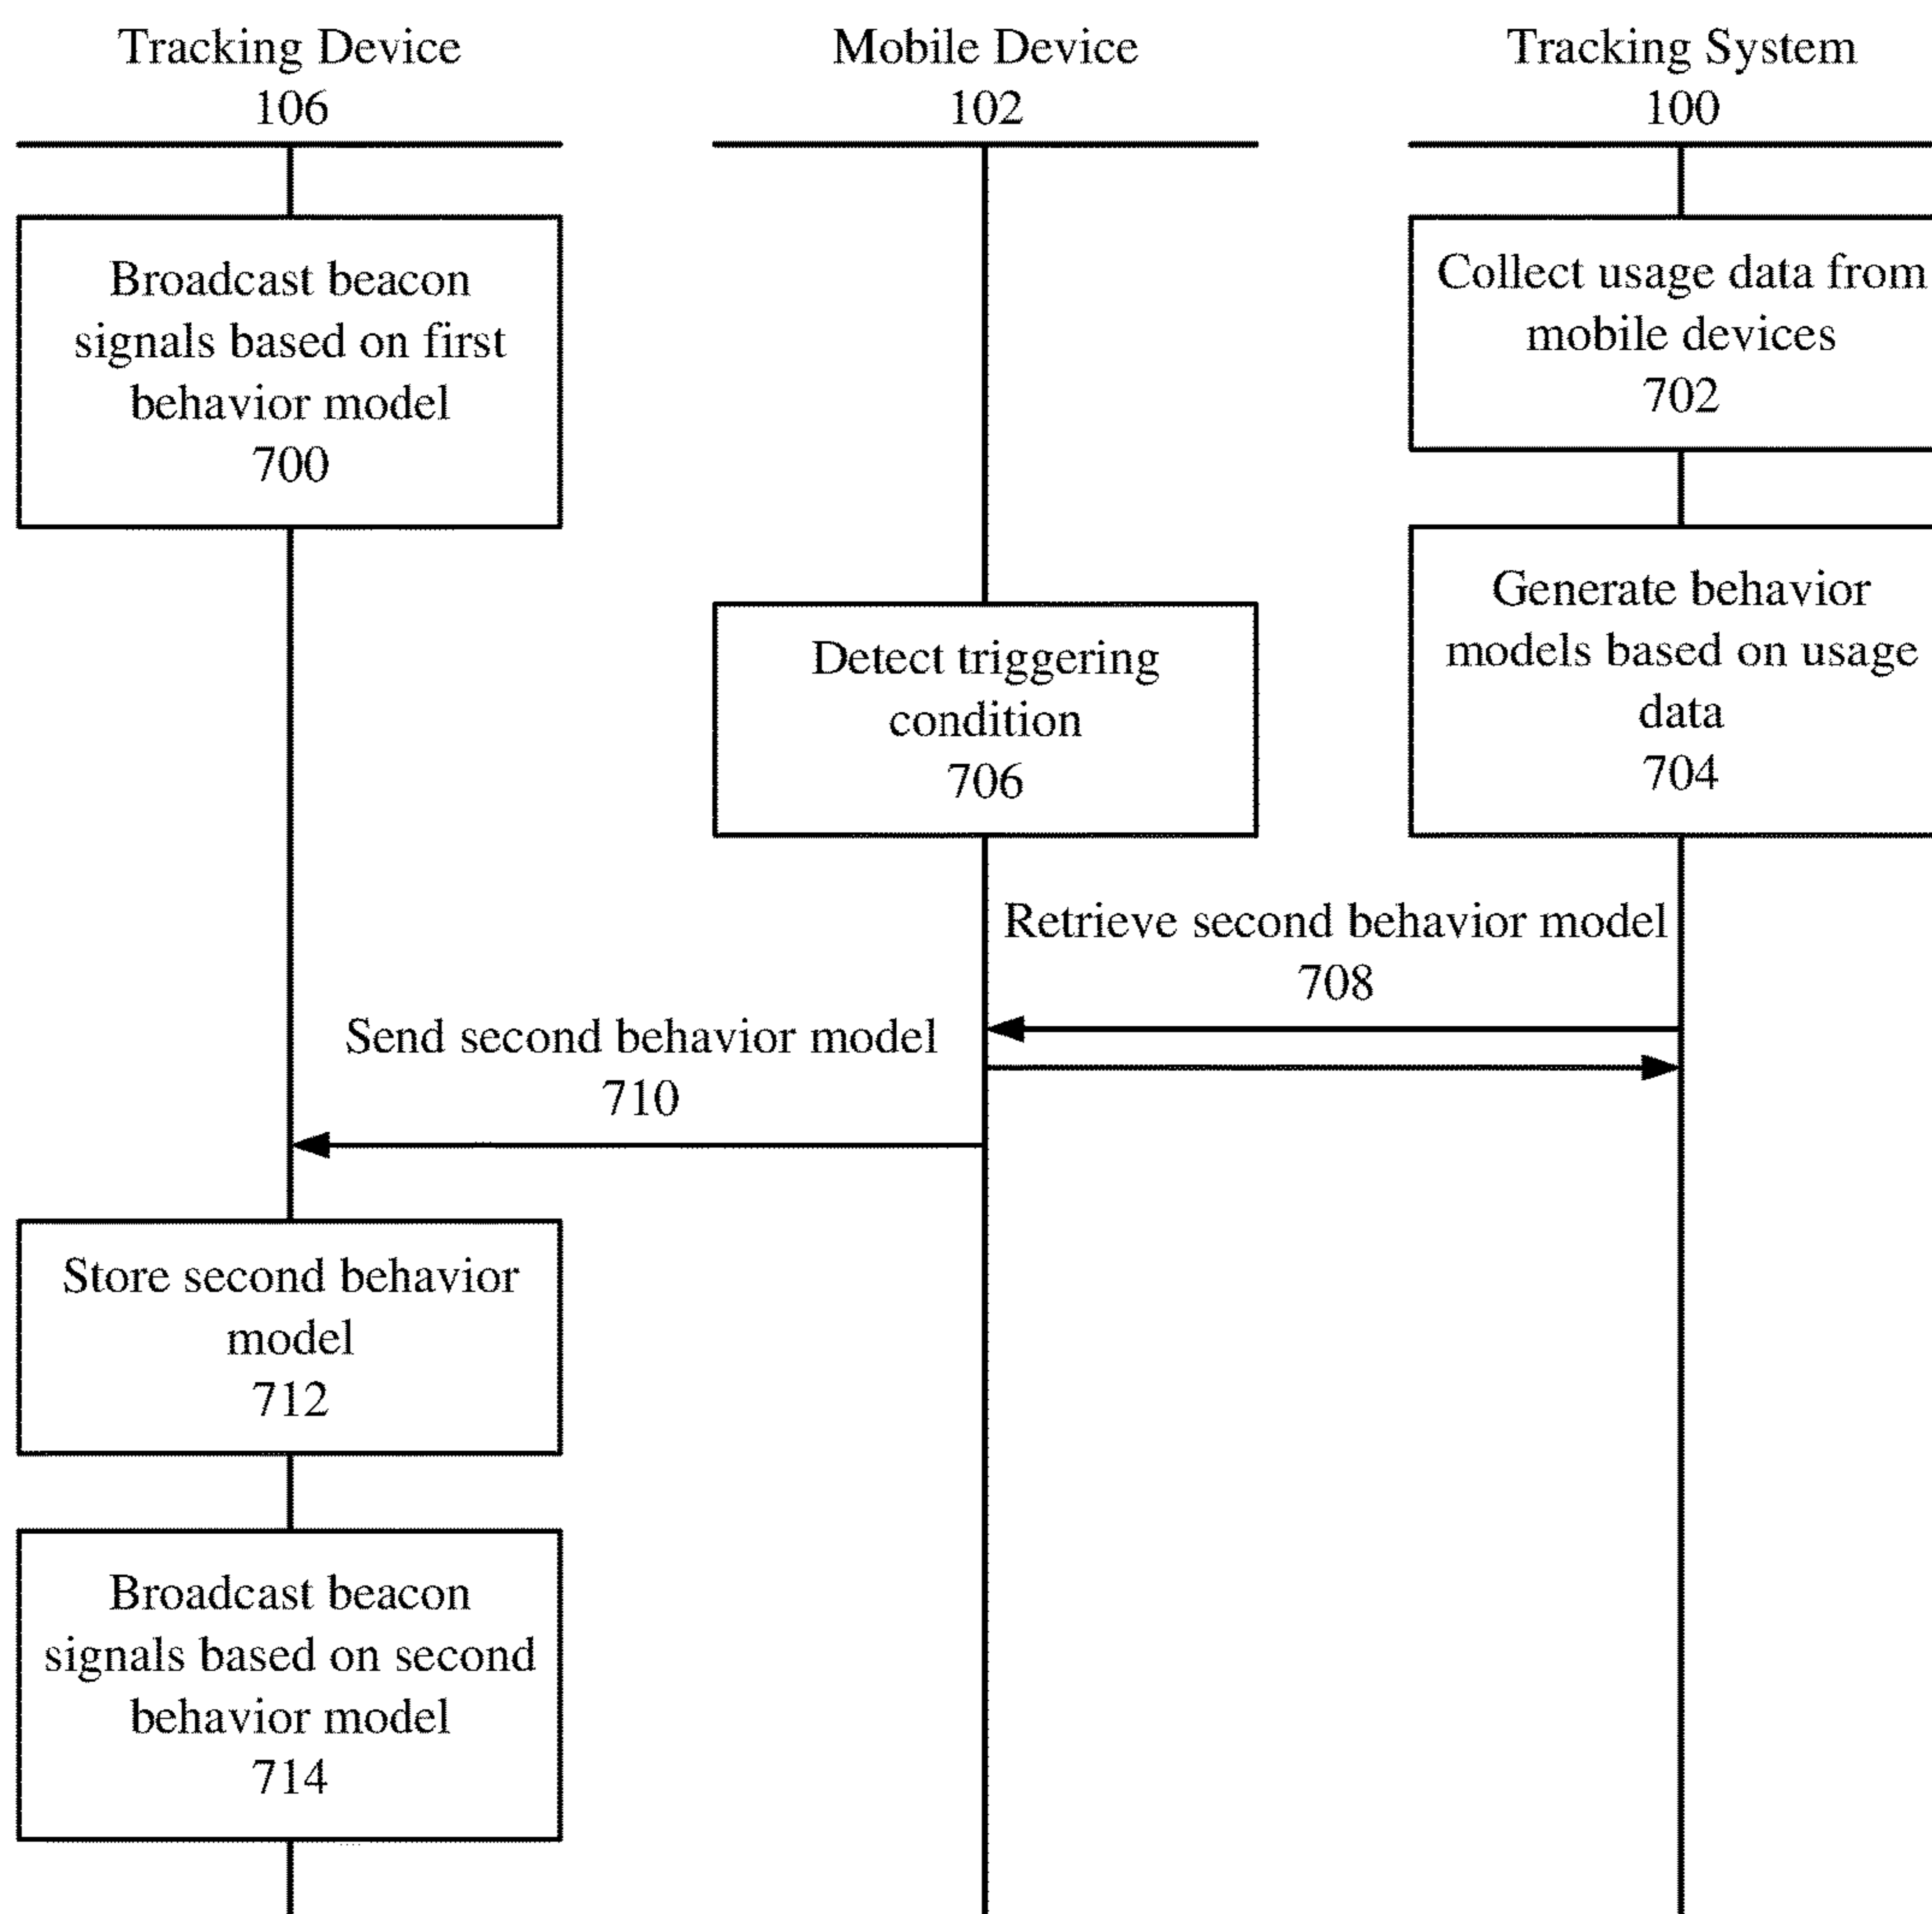 Tracking Device
106
Mobile Device
102
Tracking System
100
Broadcast beacon
signals based on first
behavior model
700
Collect usage data from
mobile devices
702
Generate behavior
models based on usage
data
704
Detect triggering
condition
706
Retrieve second behavior model
708
Send second behavior model
710
Store second behavior
model
712
Broadcast beacon
signals based on second
behavior model
714